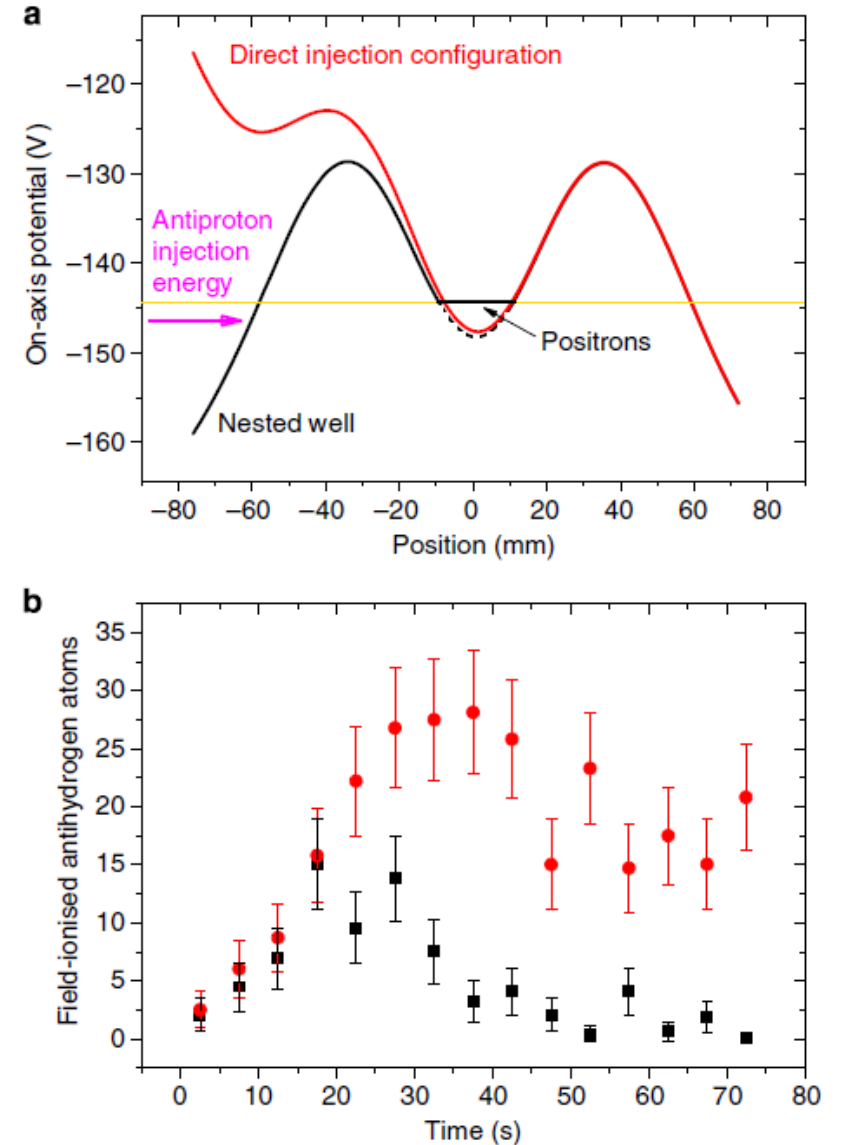 a
Direct injection configuration
On-axis potential (V)
−120
−130
−140
−150
−160
Antiproton
injection
energy
Positrons
Nested well
−80 −60 −40 −20 0 20 40 60 80
Position (mm)
b
Field-ionised antihydrogen atoms
35
30
25
20
15
10
5
0
0 10 20 30 40 50 60 70 80
Time (s)